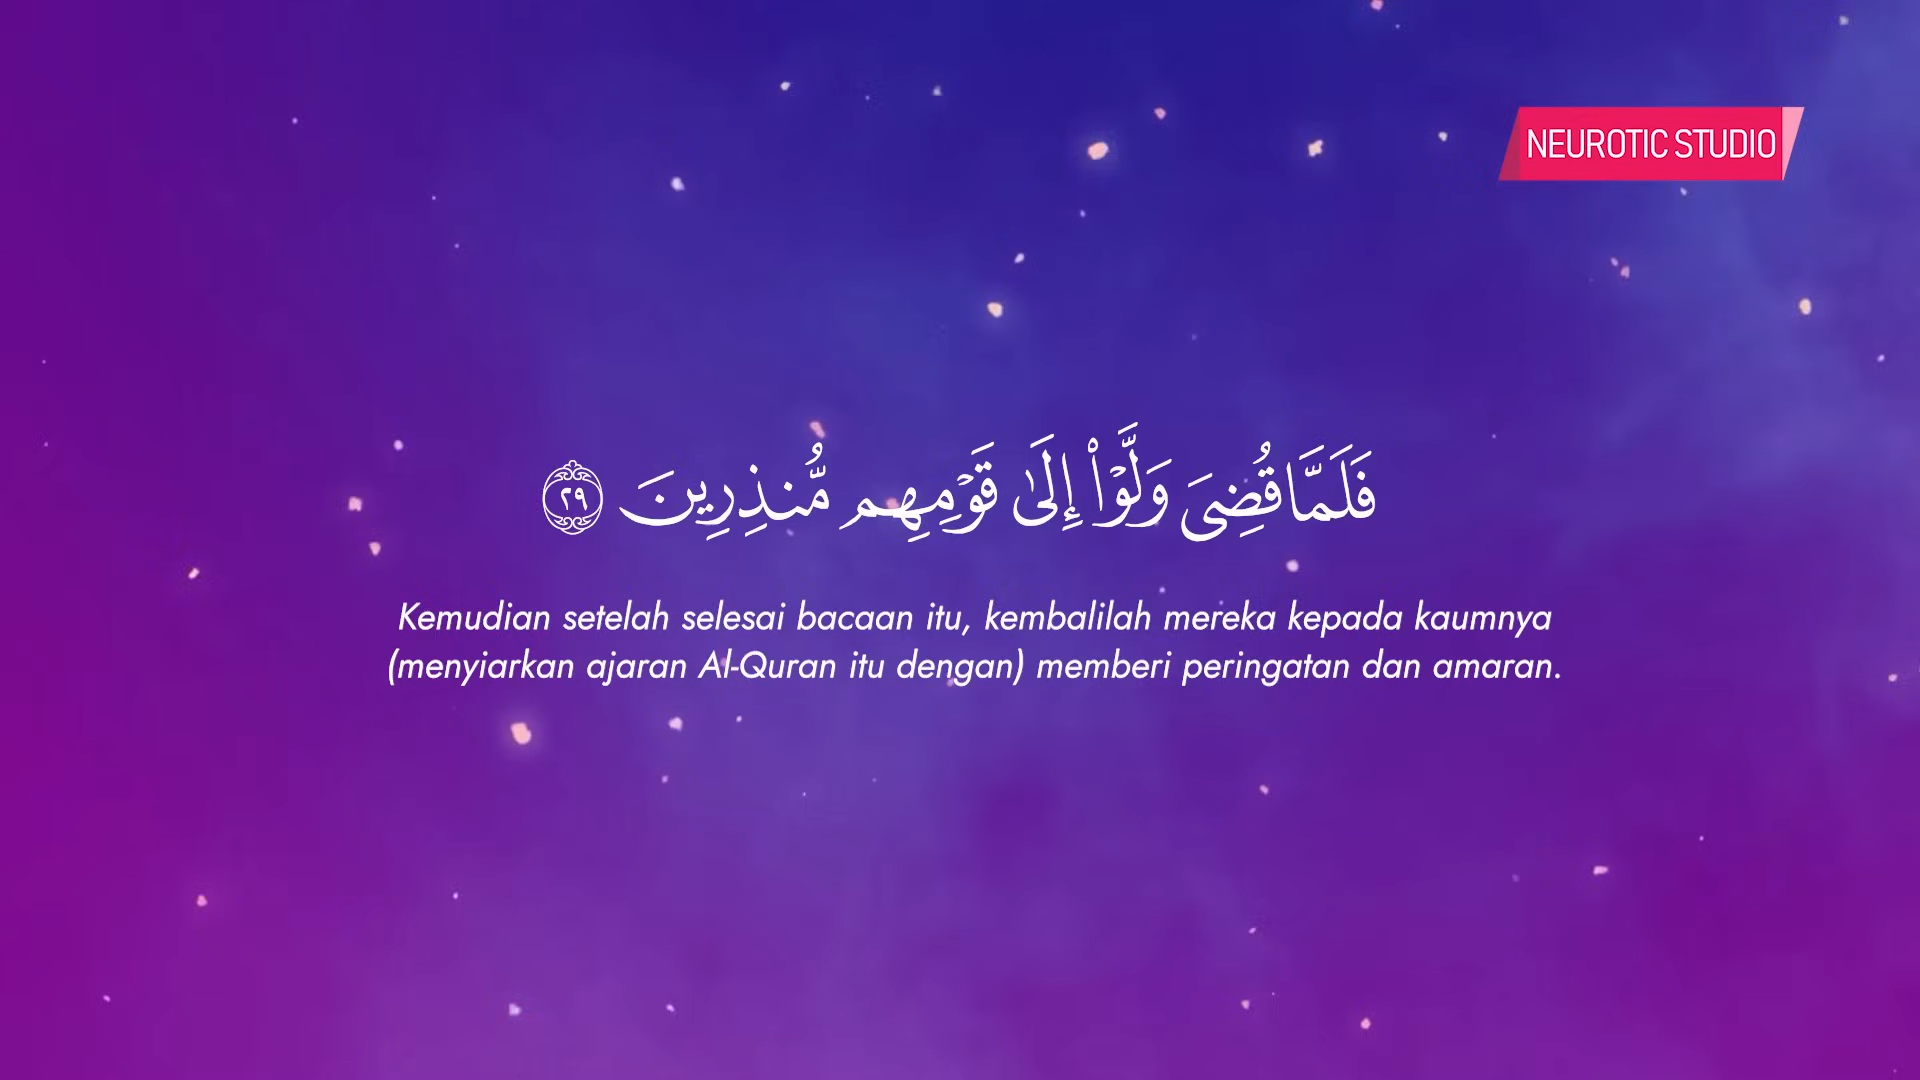 NEUROTIC STUDIO
فَلَمَّا قُضِىَ وَلَّوْا۟ إِلَىٰ قَوْمِهِم مُّنذِرِينَ ٢٩
Kemudian setelah selesai bacaan itu, kembalilah mereka kepada kaumnya
(menyiarkan ajaran Al-Quran itu dengan) memberi peringatan dan amaran.